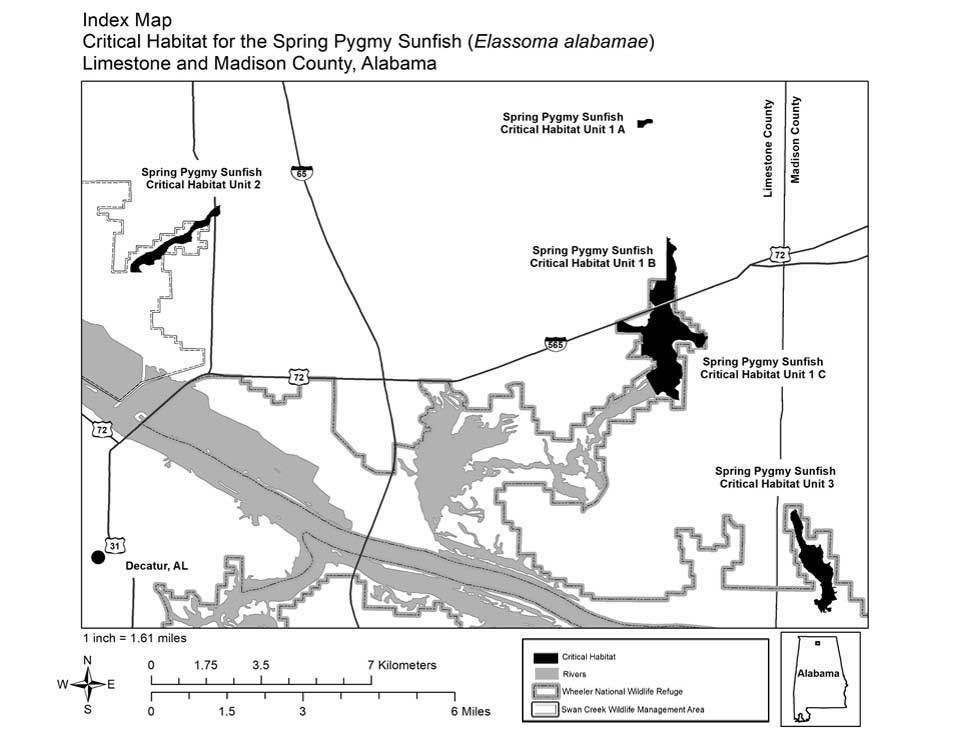 Index Map
Critical Habitat for the Spring Pygmy Sunfish (Elassoma alabamae)
Limestone and Madison County, Alabama
Spring Pygmy Sunfish
Critical Habitat Unit 1 A
Limestone County
Madison County
65
Spring Pygmy Sunfish
Critical Habitat Unit 2
Spring Pygmy Sunfish
Critical Habitat Unit 1 B
72
565
Spring Pygmy Sunfish
Critical Habitat Unit 1 C
72
72
Spring Pygmy Sunfish
Critical Habitat Unit 3
31
Decatur, AL
1 inch = 1.61 miles
N
W
E
S
0 1.75 3.5 7 Kilometers
0 1.5 3 6 Miles
Critical Habitat
Rivers
Wheeler National Wildlife Refuge
Swan Creek Wildlife Management Area
Alabama